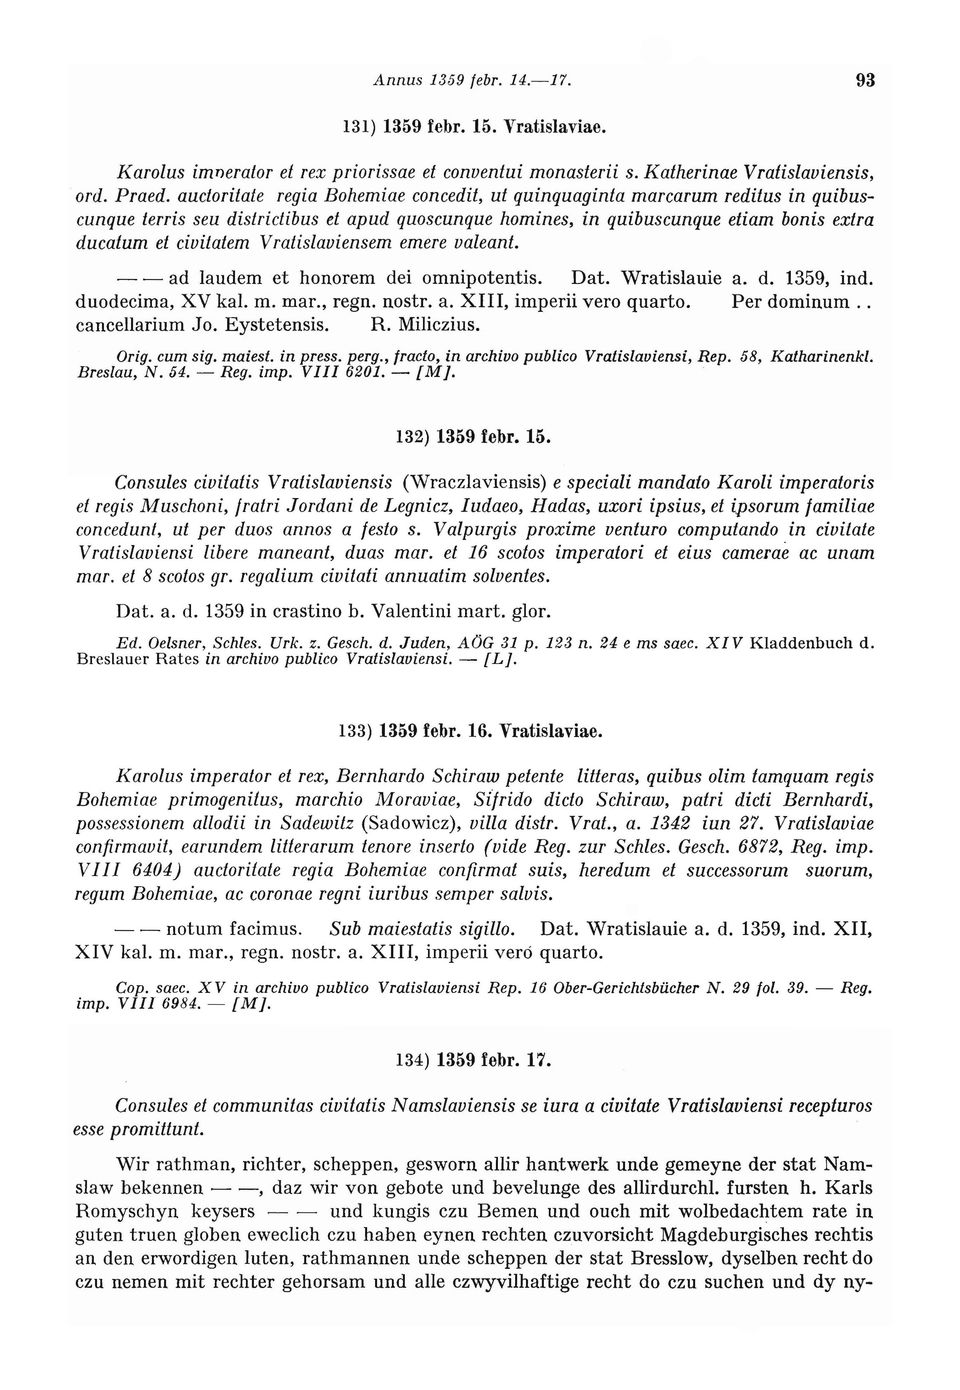 Annus 1359 febr. 14.—17. 93
131) 1359 febr. 15. Vratislaviae.
Karolus imperator et rex priorissae et conventui monasterii s. Katherinae Vratislaviensis,
ord. Praed. auctoritate regia Bohemiae concedit, ut quinquaginta marcarum reditus in quibus-
cunque terris seu districtibus et apud quoscunque homines, in quibuscunque etiam bonis extra
ducatum et civitatem Vratislaviensem emere valeant.
— — ad laudem et honorem dei omnipotentis. Dat. Wratislauie a. d. 1359, ind.
duodecima, XV kal. m. mar., regn. nostr. a. XIII, imperii vero quarto. Per dominum . .
cancellarium Jo. Eystetensis. R. Miliczius.
Orig. cum sig. maiest. in press. perg., fracto, in archivo publico Vratislaviensi, Rep. 58, Katharinenkl.
Breslau, N. 54. — Reg. imp. VIII 6201. — [M].
132) 1359 febr. 15.
Consules civitatis Vratislaviensis (Wraczlaviensis) e speciali mandato Karoli imperatoris
et regis Muschoni, fratri Jordani de Legnicz, Iudaeo, Hadas, uxori ipsius, et ipsorum familiae
concedunt, ut per duos annos a festo s. Valpurgis proxime venturo computando in civitate
Vratislaviensi libere maneant, duas mar. et 16 scotos imperatori et eius camerae ac unam
mar. et 8 scotos gr. regalium civitati annuatim solventes.
Dat. a. d. 1359 in crastino b. Valentini mart. glor.
Ed. Oelsner, Schles. Urk. z. Gesch. d. Juden, AÖG 31 p. 123 n. 24 e ms saec. XIV Kladdenbuch d.
Breslauer Rates in archivo publico Vratislaviensi. — [L].
133) 1359 febr. 16. Vratislaviae.
Karolus imperator et rex, Bernhardo Schiraw petente litteras, quibus olim tamquam regis
Bohemiae primogenitus, marchio Moraviae, Sifrido dicto Schiraw, patri dicti Bernhardi,
possessionem allodii in Sadewitz (Sadowicz), villa distr. Vrat., a. 1342 iun 27. Vratislaviae
confirmavit, earundem litterarum tenore inserto (vide Reg. zur Schles. Gesch. 6872, Reg. imp.
VIII 6404) auctoritate regia Bohemiae confirmat suis, heredum et successorum suorum,
regum Bohemiae, ac coronae regni iuribus semper salvis.
— — notum facimus. Sub maiestatis sigillo. Dat. Wratislauie a. d. 1359, ind. XII,
XIV kal. m. mar., regn. nostr. a. XIII, imperii vero quarto.
Cop. saec. XV in archivo publico Vratislaviensi Rep. 16 Ober-Gerichtsbücher N. 29 fol. 39. — Reg.
imp. VIII 6984. — [M].
134) 1359 febr. 17.
Consules et communitas civitatis Namslaviensis se iura a civitate Vratislaviensi recepturos
esse promittunt.
Wir rathman, richter, scheppen, gesworn allir hantwerk unde gemeyne der stat Nam-
slaw bekennen — —, daz wir von gebote und bevelunge des allirdurchl. fursten h. Karls
Romyschyn keysers — — und kungis czu Bemen und ouch mit wolbedachtem rate in
guten truen globen eweclich czu haben eynen rechten czuvorsicht Magdeburgisches rechtis
an den erwordigen luten, rathmannen unde scheppen der stat Bresslow, dyselben recht do
czu nemen mit rechter gehorsam und alle czwyvilhaftige recht do czu suchen und dy ny-